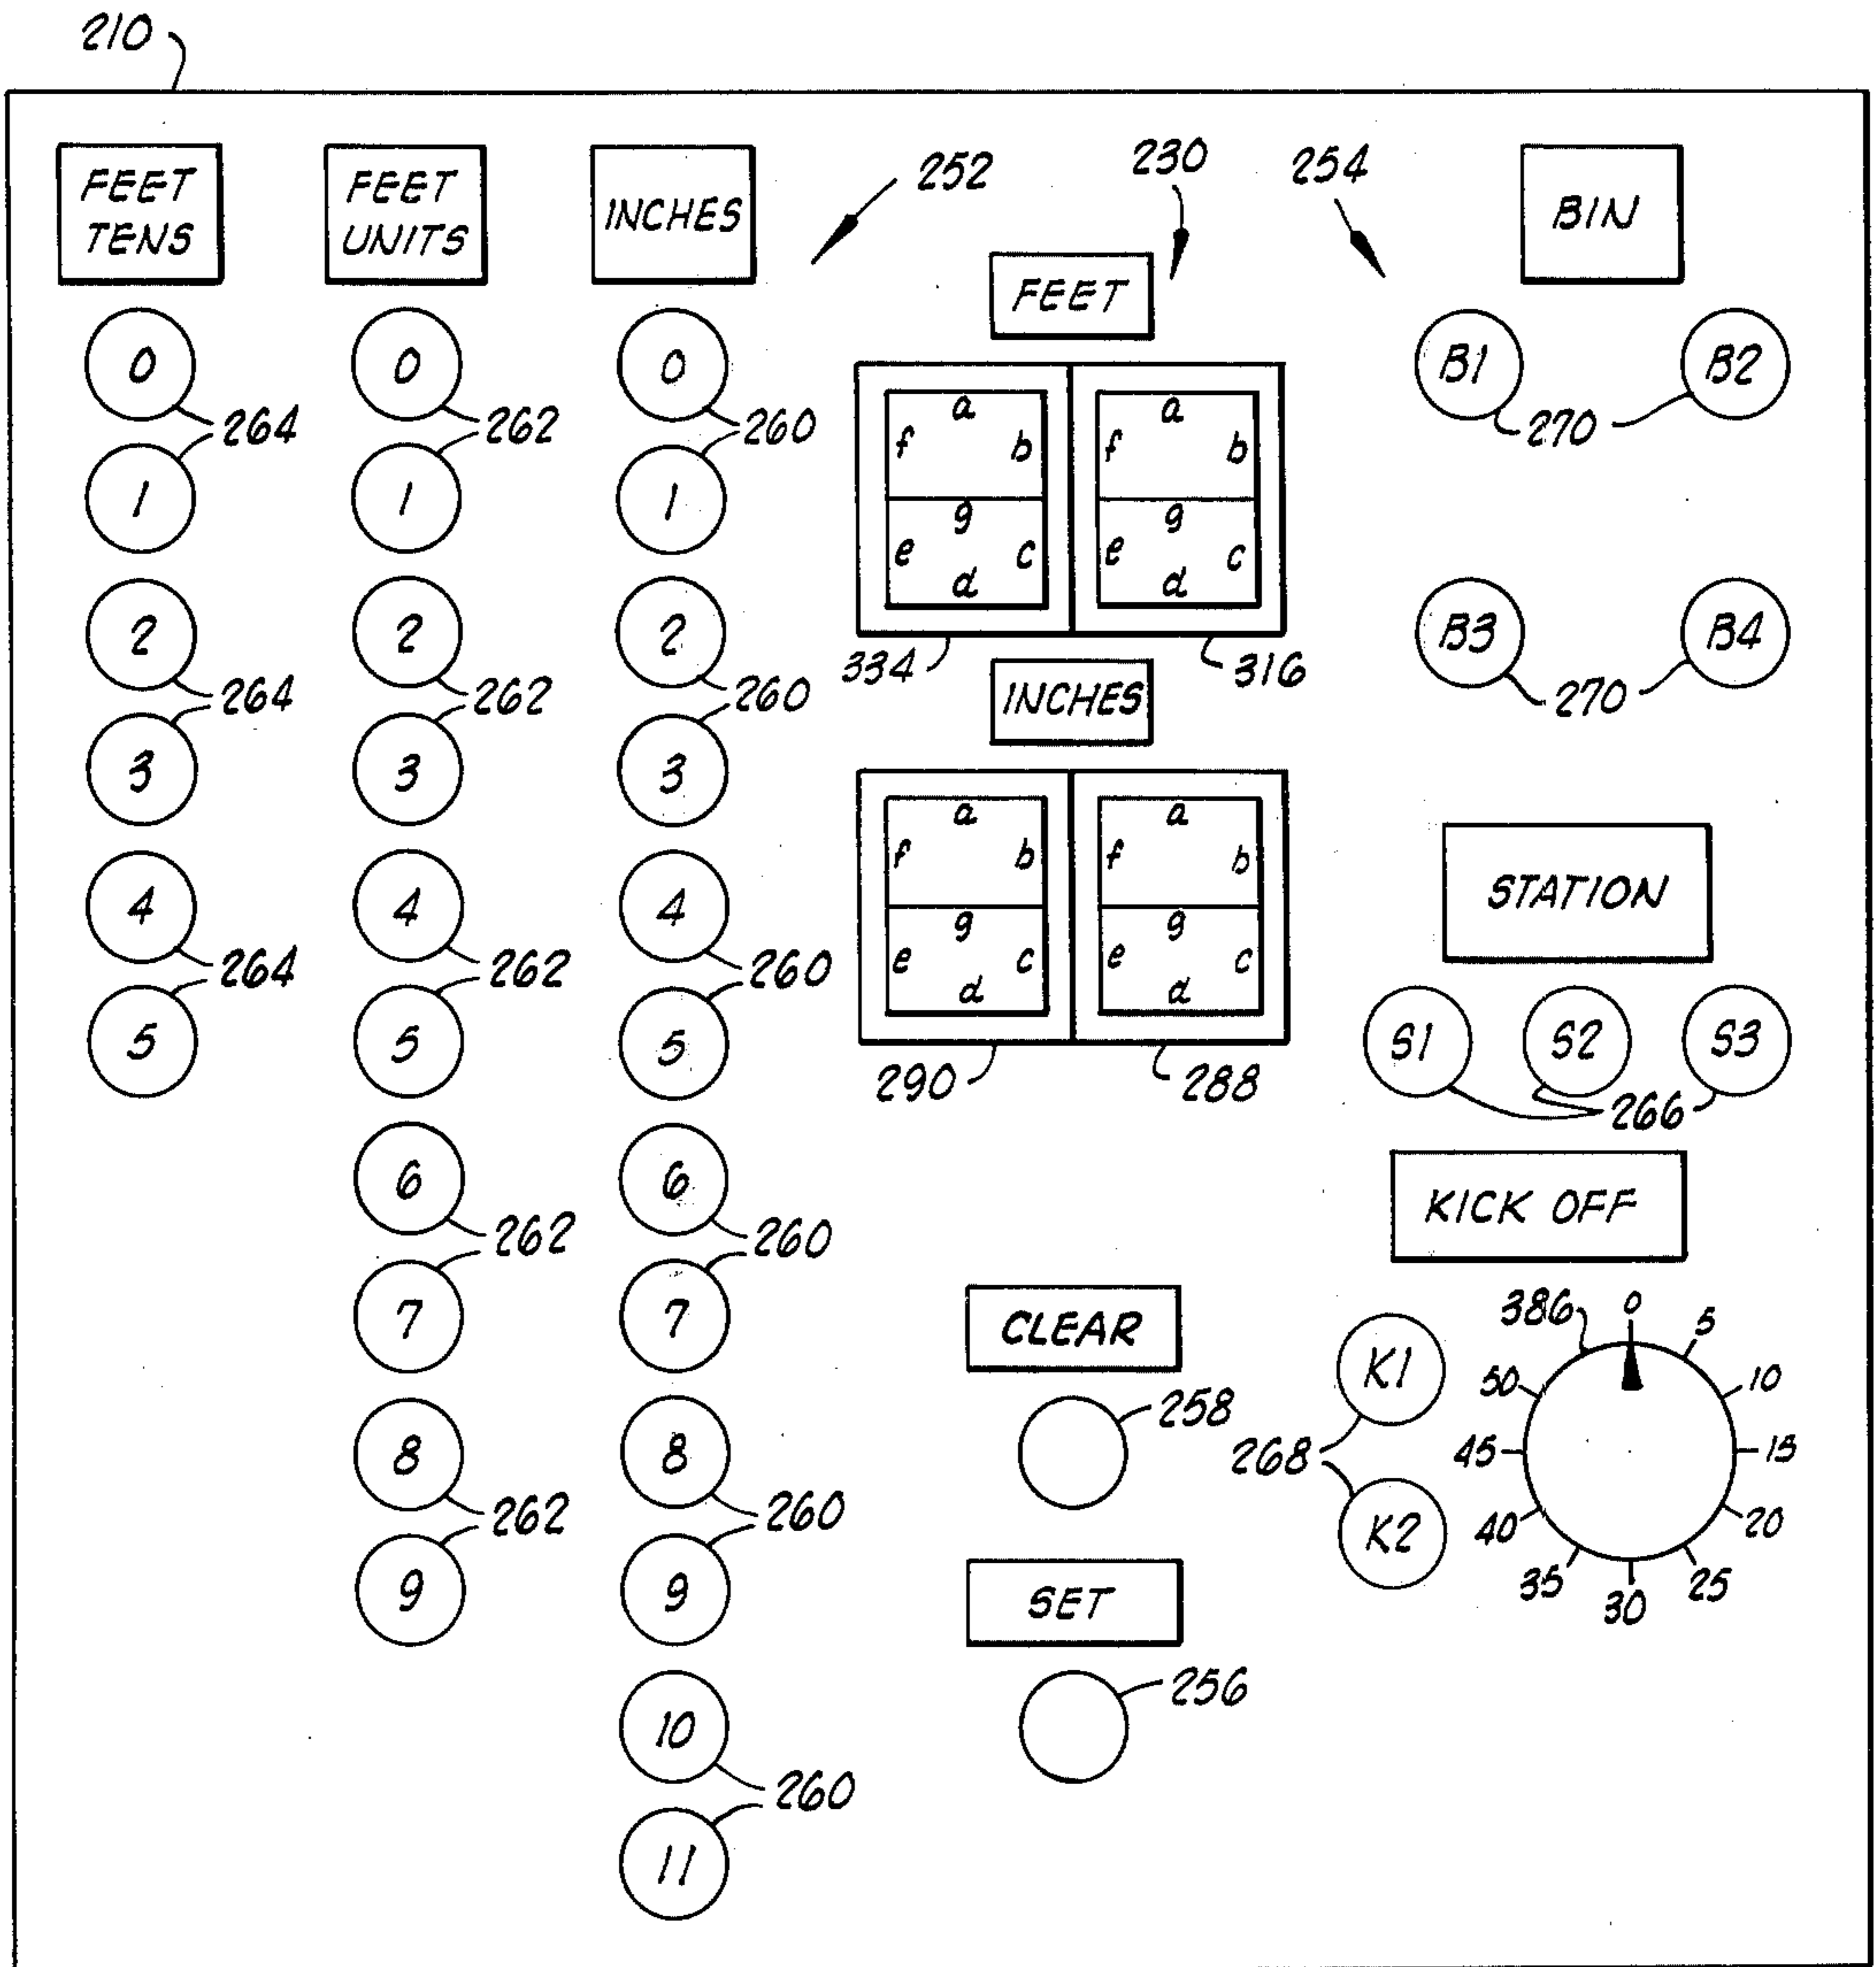 210
FEET
TENS
FEET
UNITS
INCHES
252
230
254
BIN
FEET
0
0
0
B1
B2
264
262
260
270
1
1
1
a
f
b
g
e
c
d
a
f
b
g
e
c
d
2
2
2
B3
B4
334
316
264
262
260
270
INCHES
3
3
3
a
f
b
g
e
c
d
a
f
b
g
e
c
d
STATION
4
4
4
264
262
260
5
5
5
S1
S2
S3
290
288
266
6
6
KICK OFF
262
260
7
7
CLEAR
386
0
5
10
15
20
25
30
35
40
45
50
K1
K2
268
258
8
8
262
260
9
9
SET
256
10
260
11